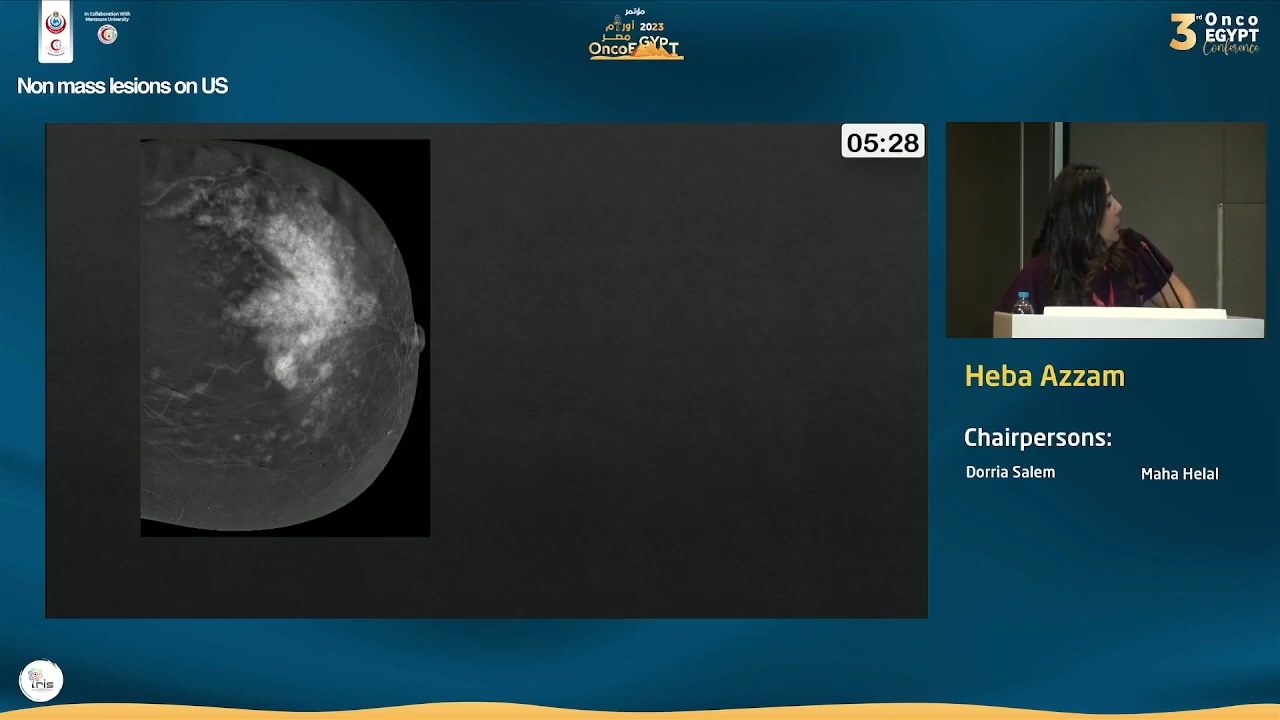 In Collaboration With
Mansoura University
مؤتمر
أورام 2023
مصر
OncoEGYPT
3rd Onco
EGYPT
Conference
Non mass lesions on US
05:28
Heba Azzam
Chairpersons:
Dorria Salem
Maha Helal
iris